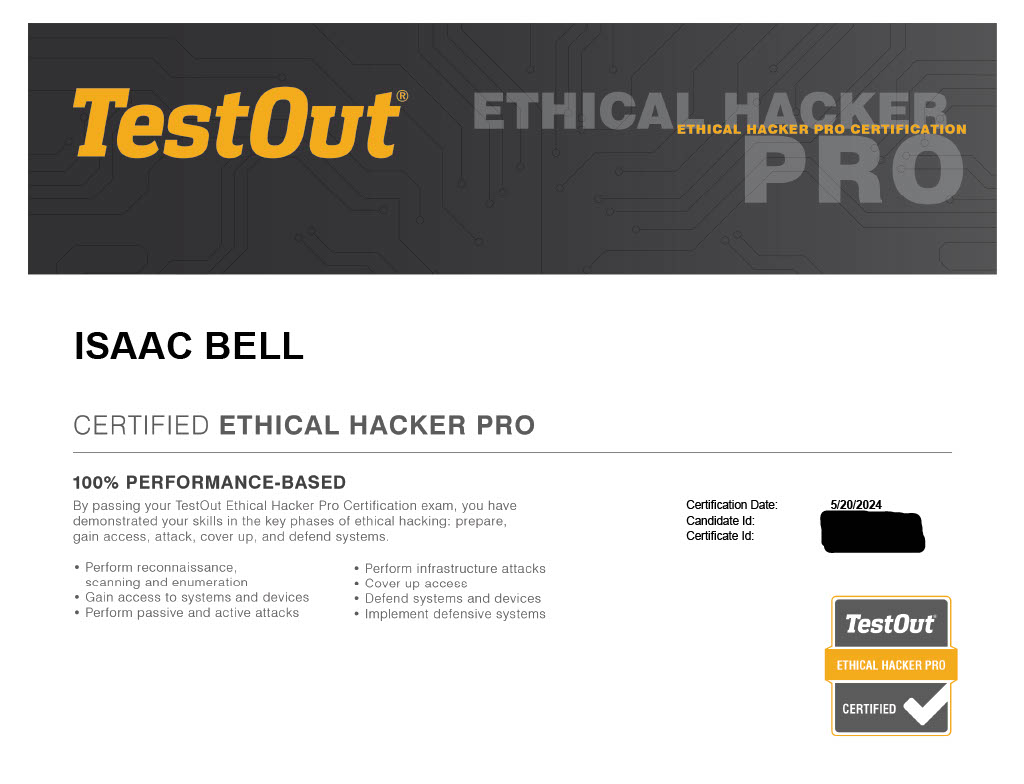 TestOut®
ETHICAL HACKER
ETHICAL HACKER PRO CERTIFICATION
PRO
ISAAC BELL
CERTIFIED ETHICAL HACKER PRO
100% PERFORMANCE-BASED
By passing your TestOut Ethical Hacker Pro Certification exam, you have
demonstrated your skills in the key phases of ethical hacking: prepare,
gain access, attack, cover up, and defend systems.
• Perform reconnaissance,
scanning and enumeration
• Gain access to systems and devices
• Perform passive and active attacks
• Perform infrastructure attacks
• Cover up access
• Defend systems and devices
• Implement defensive systems
Certification Date: 5/20/2024
Candidate Id:
Certificate Id:
TestOut
ETHICAL HACKER PRO
CERTIFIED